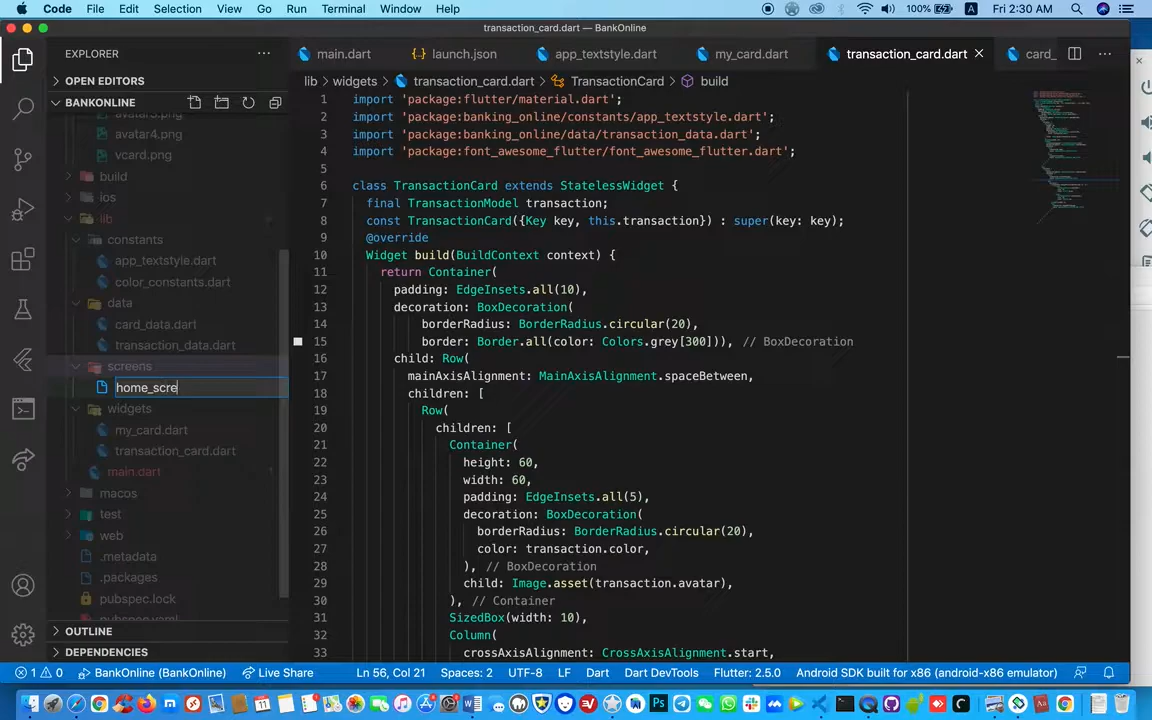 Code File Edit Selection View Go Run Terminal Window Help 100% A Fri 2:30 AM
transaction_card.dart — BankOnline
EXPLORER
main.dart launch.json app_textstyle.dart my_card.dart transaction_card.dart card_
OPEN EDITORS
lib widgets transaction_card.dart TransactionCard build
BANKONLINE
avatar4.png
vcard.png
build
ios
lib
constants
app_textstyle.dart
color_constants.dart
data
card_data.dart
transaction_data.dart
screens
home_scre
widgets
my_card.dart
transaction_card.dart
main.dart
macos
test
web
.metadata
.packages
pubspec.lock
pubspec.yaml
OUTLINE
DEPENDENCIES
1 import 'package:flutter/material.dart';
2 import 'package:banking_online/constants/app_textstyle.dart';
3 import 'package:banking_online/data/transaction_data.dart';
4 import 'package:font_awesome_flutter/font_awesome_flutter.dart';
5
6 class TransactionCard extends StatelessWidget {
7 final TransactionModel transaction;
8 const TransactionCard({Key key, this.transaction}) : super(key: key);
9 @override
10 Widget build(BuildContext context) {
11 return Container(
12 padding: EdgeInsets.all(10),
13 decoration: BoxDecoration(
14 borderRadius: BorderRadius.circular(20),
15 border: Border.all(color: Colors.grey[300])), // BoxDecoration
16 child: Row(
17 mainAxisAlignment: MainAxisAlignment.spaceBetween,
18 children: [
19 Row(
20 children: [
21 Container(
22 height: 60,
23 width: 60,
24 padding: EdgeInsets.all(5),
25 decoration: BoxDecoration(
26 borderRadius: BorderRadius.circular(20),
27 color: transaction.color,
28 ), // BoxDecoration
29 child: Image.asset(transaction.avatar),
30 ), // Container
31 SizedBox(width: 10),
32 Column(
33 crossAxisAlignment: CrossAxisAlignment.start,
1 0 BankOnline (BankOnline) Live Share Ln 56, Col 21 Spaces: 2 UTF-8 LF Dart Dart DevTools Flutter: 2.5.0 Android SDK built for x86 (android-x86 emulator)